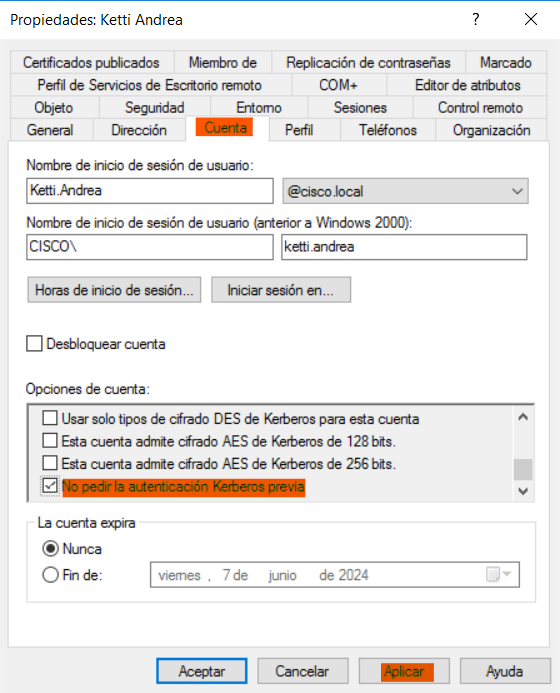 Propiedades: Ketti Andrea ?
Certificados publicados Miembro de Replicación de contraseñas Marcado
Perfil de Servicios de Escritorio remoto COM+ Editor de atributos
Objeto Seguridad Entorno Sesiones Control remoto
General Dirección Cuenta Perfil Teléfonos Organización
Nombre de inicio de sesión de usuario:
Ketti.Andrea @cisco.local
Nombre de inicio de sesión de usuario (anterior a Windows 2000):
CISCO\ ketti.andrea
Horas de inicio de sesión... Iniciar sesión en...
Desbloquear cuenta
Opciones de cuenta:
Usar solo tipos de cifrado DES de Kerberos para esta cuenta
Esta cuenta admite cifrado AES de Kerberos de 128 bits.
Esta cuenta admite cifrado AES de Kerberos de 256 bits.
No pedir la autenticación Kerberos previa
La cuenta expira
Nunca
Fin de: viernes , 7 de junio de 2024
Aceptar Cancelar Aplicar Ayuda